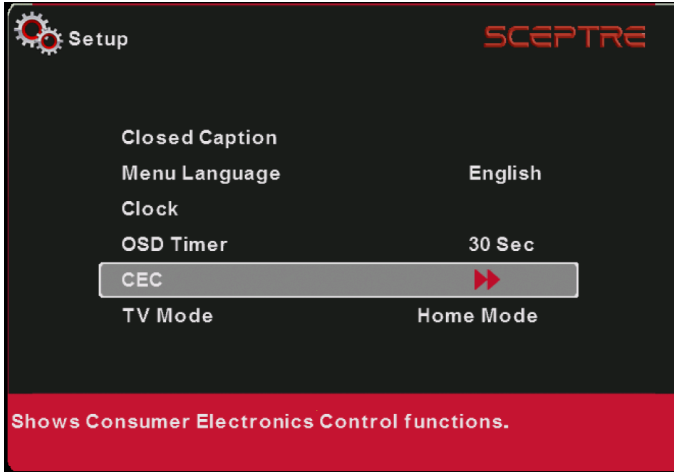 Setup
SCEPTRE
Closed Caption
Menu Language English
Clock
OSD Timer 30 Sec
CEC
TV Mode Home Mode
Shows Consumer Electronics Control functions.